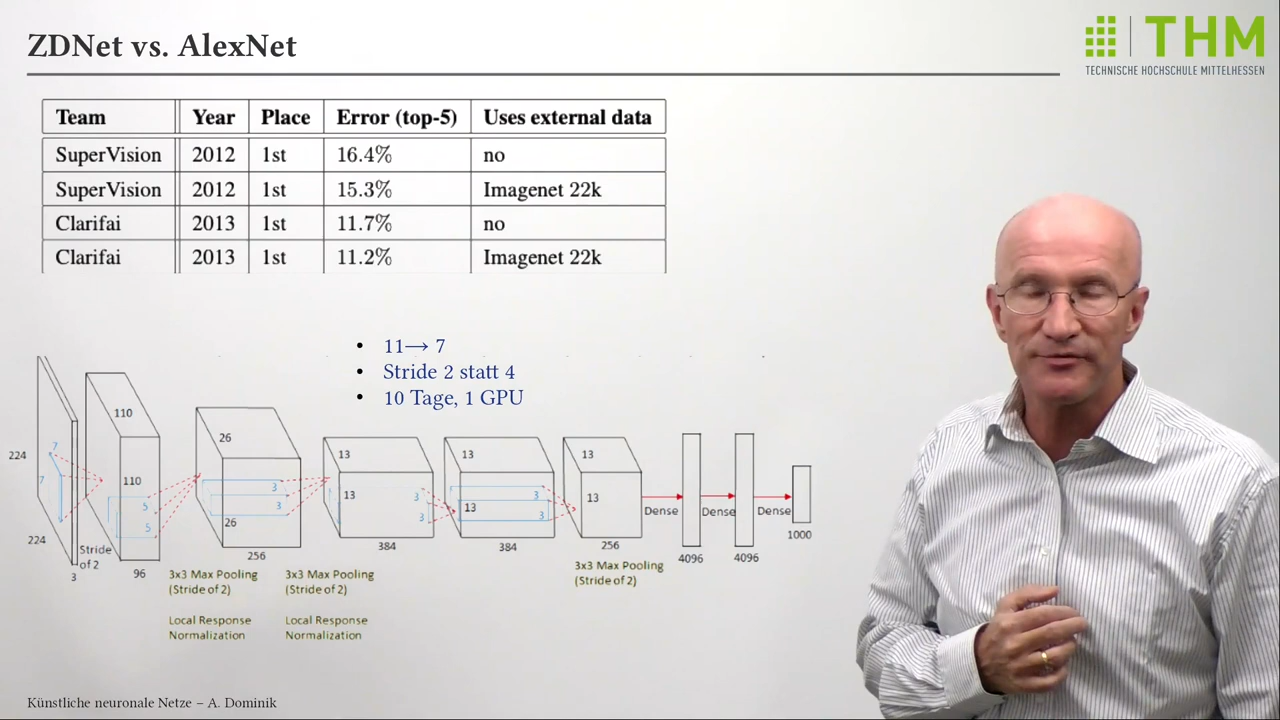 ZDNet vs. AlexNet
THM
TECHNISCHE HOCHSCHULE MITTELHESSEN
Team Year Place Error (top-5) Uses external data
SuperVision 2012 1st 16.4% no
SuperVision 2012 1st 15.3% Imagenet 22k
Clarifai 2013 1st 11.7% no
Clarifai 2013 1st 11.2% Imagenet 22k
• 11→ 7
• Stride 2 statt 4
• 10 Tage, 1 GPU
224
7
7
224
3
Stride
of 2
110
110
5
5
96
26
3
3
26
256
13
13
3
3
384
13
3
13
3
384
13
13
256
Dense
4096
Dense
4096
Dense
1000
3x3 Max Pooling
(Stride of 2)
Local Response
Normalization
3x3 Max Pooling
(Stride of 2)
Local Response
Normalization
3x3 Max Pooling
(Stride of 2)
Künstliche neuronale Netze – A. Dominik